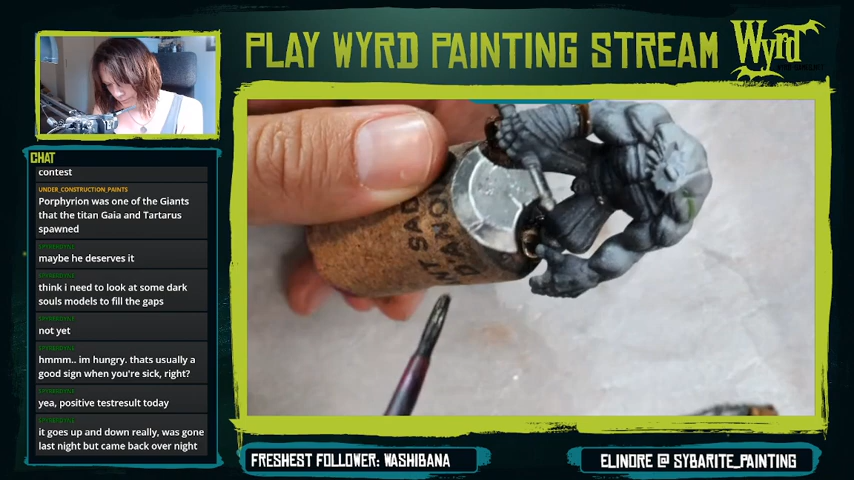 PLAY WYRD PAINTING STREAM
Wyrd
CHAT
contest
UNDER_CONSTRUCTION_PAINTS
Porphyrion was one of the Giants
that the titan Gaia and Tartarus
spawned
maybe he deserves it
think i need to look at some dark
souls models to fill the gaps
not yet
hmmm.. im hungry. thats usually a
good sign when you're sick, right?
yea, positive testresult today
it goes up and down really, was gone
last night but came back over night
FRESHEST FOLLOWER: WASHIBANA
ELINORE @ SYBARITE_PAINTING